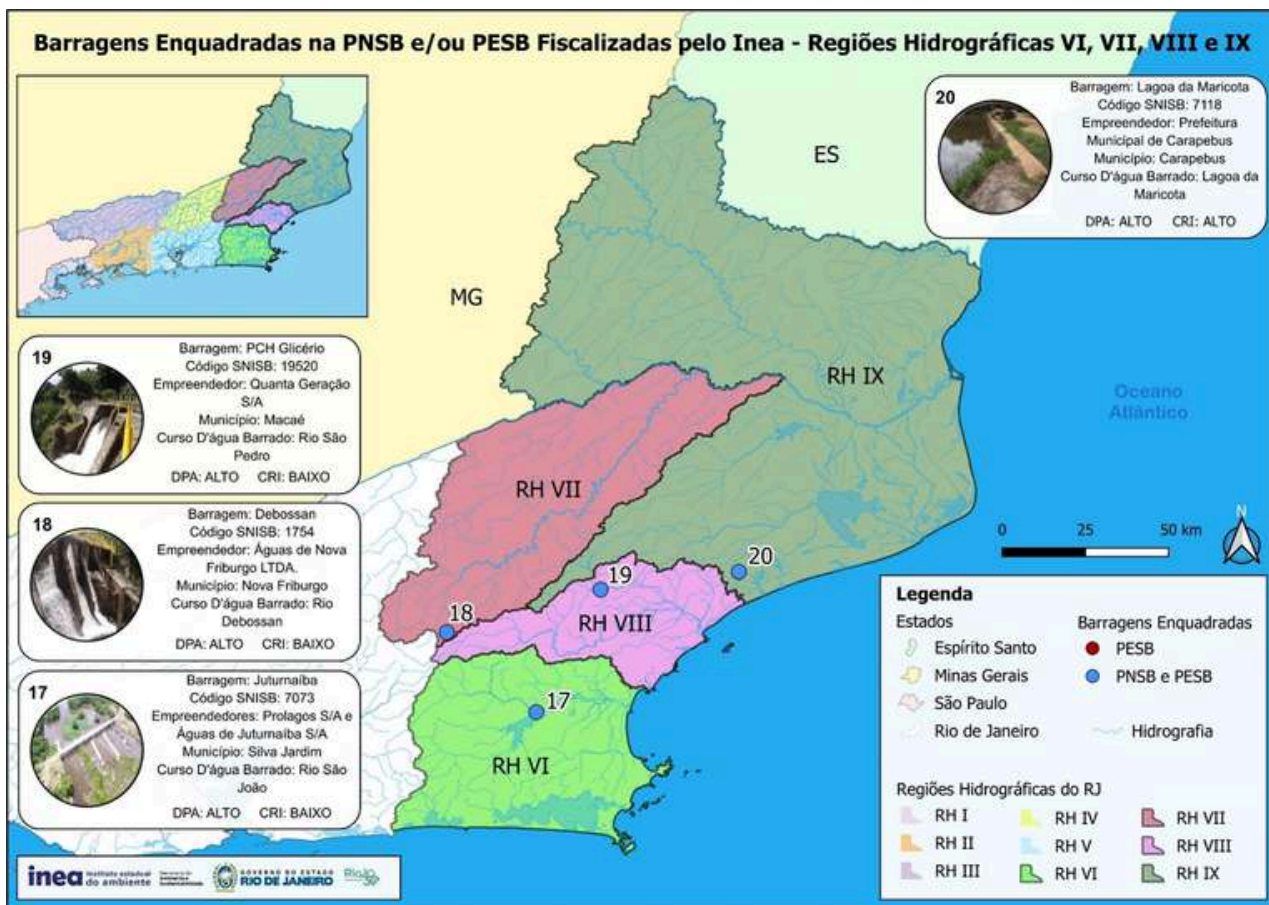 Barragens Enquadradas na PNSB e/ou PESB Fiscalizadas pelo Inea - Regiões Hidrográficas VI, VII, VIII e IX
20
Barragem: Lagoa da Maricota
Código SNISB: 7118
Empreendedor: Prefeitura
Municipal de Carapebus
Município: Carapebus
Curso D'água Barrado: Lagoa da
Maricota
DPA: ALTO CRI: ALTO
ES
MG
19
Barragem: PCH Glicério
Código SNISB: 19520
Empreendedor: Quanta Geração
S/A
Município: Macaé
Curso D'água Barrado: Rio São
Pedro
DPA: ALTO CRI: BAIXO
18
Barragem: Debossan
Código SNISB: 1754
Empreendedor: Águas de Nova
Friburgo LTDA.
Município: Nova Friburgo
Curso D'água Barrado: Rio
Debossan
DPA: ALTO CRI: BAIXO
17
Barragem: Juturnaíba
Código SNISB: 7073
Empreendedores: Prolagos S/A e
Águas de Juturnaíba S/A
Município: Silva Jardim
Curso D'água Barrado: Rio São
João
DPA: ALTO CRI: BAIXO
RH IX
Oceano
Atlântico
RH VII
20
19
18
RH VIII
17
RH VI
N
0 25 50 km
Legenda
Estados
Espírito Santo
Minas Gerais
São Paulo
Rio de Janeiro
Barragens Enquadradas
PESB
PNSB e PESB
Hidrografia
Regiões Hidrográficas do RJ
RH I
RH II
RH III
RH IV
RH V
RH VI
RH VII
RH VIII
RH IX
inea instituto estadual
do ambiente
GOVERNO DO ESTADO
RIO DE JANEIRO